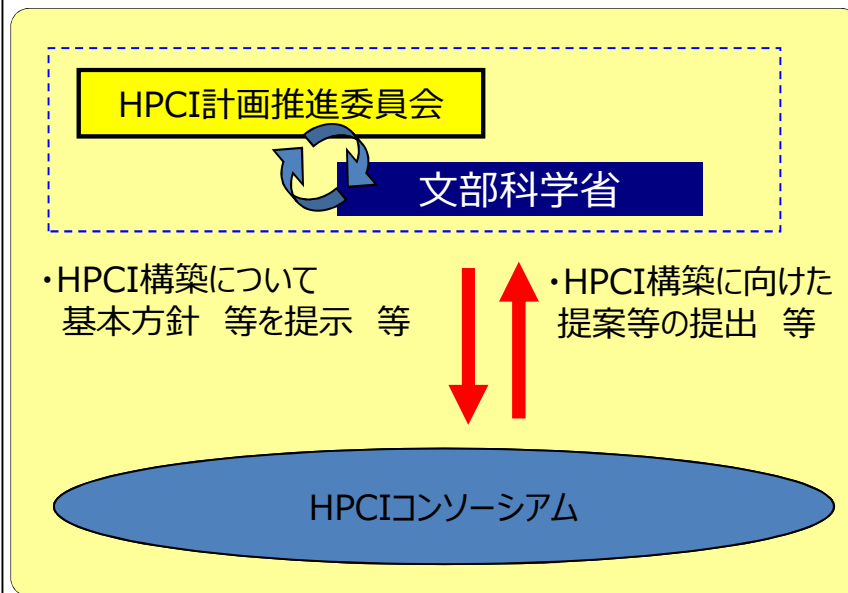 HPCI計画推進委員会
文部科学省
・HPCI構築について
基本方針　等を提示　等
・HPCI構築に向けた
提案等の提出　等
HPCIコンソーシアム